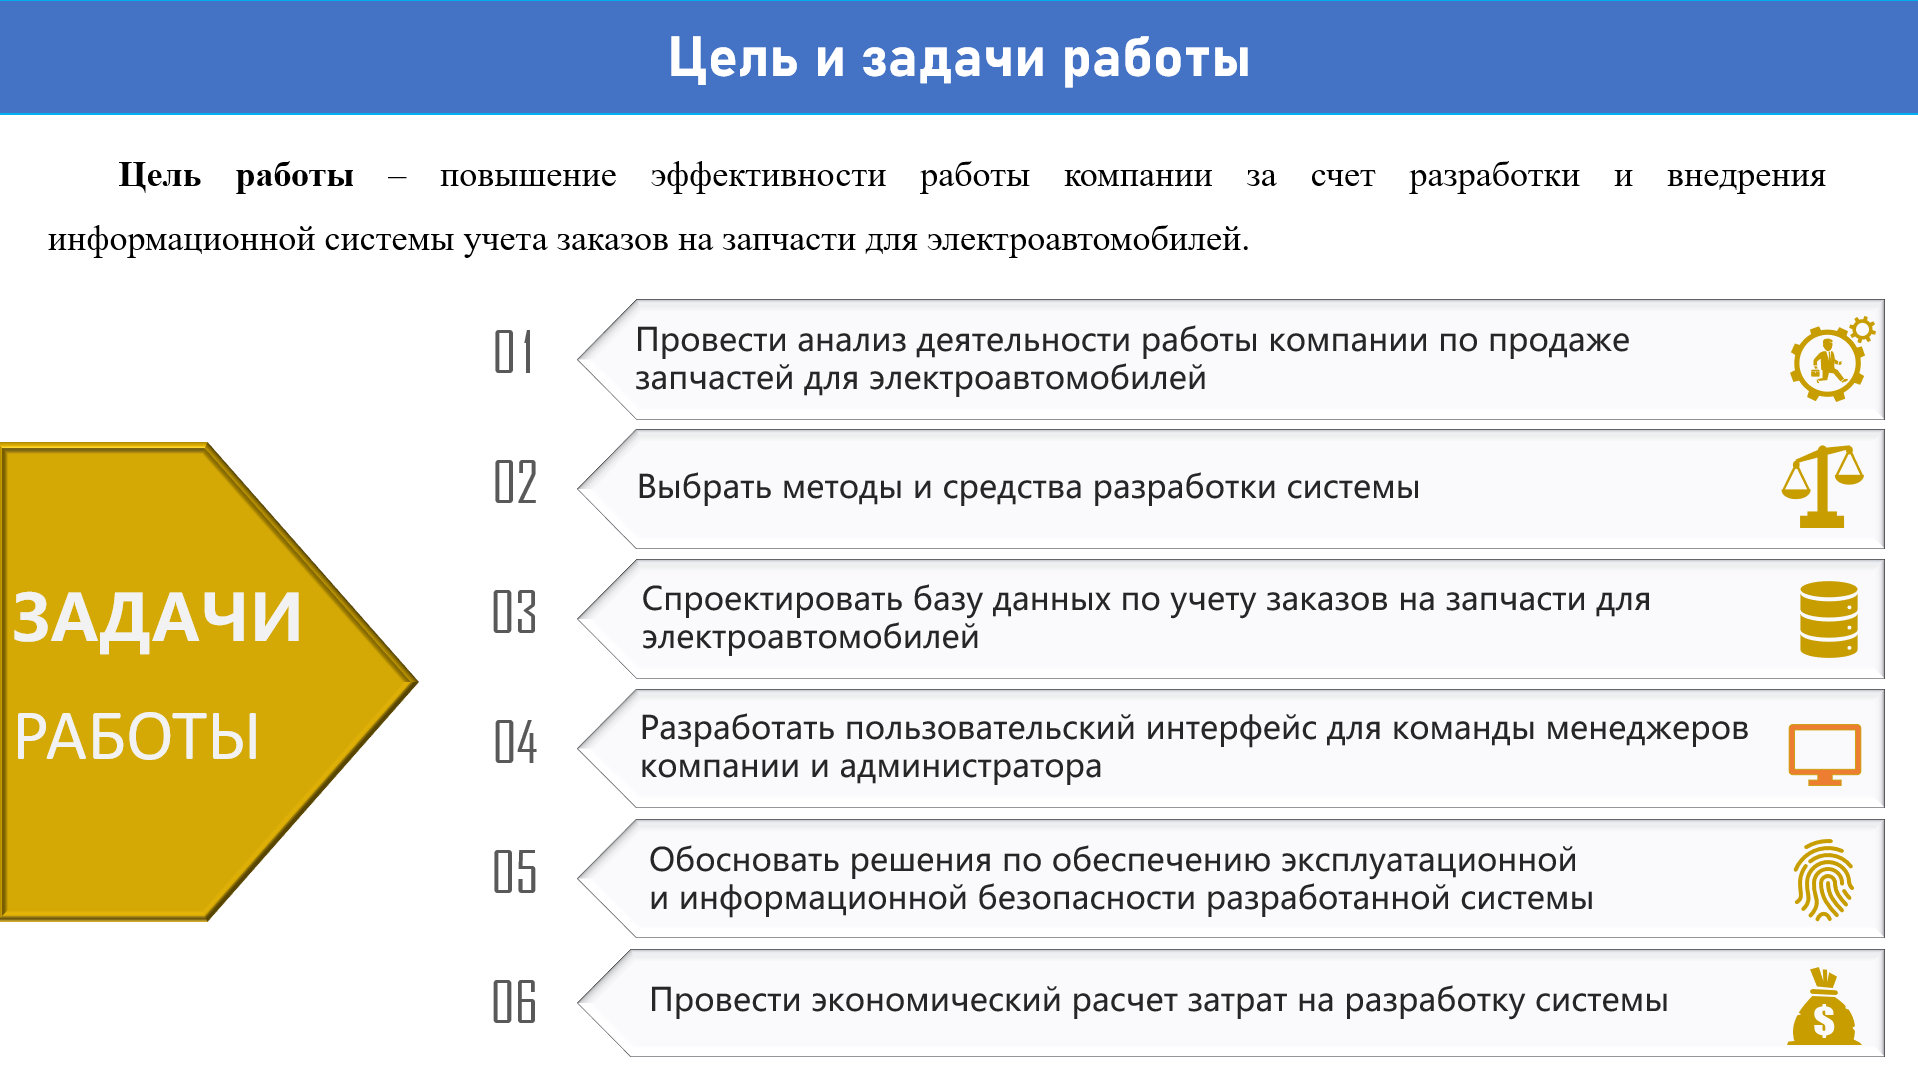 Цель и задачи работы
Цель работы – повышение эффективности работы компании за счет разработки и внедрения
информационной системы учета заказов на запчасти для электроавтомобилей.
ЗАДАЧИ
РАБОТЫ
01
Провести анализ деятельности работы компании по продаже
запчастей для электроавтомобилей
02
Выбрать методы и средства разработки системы
03
Спроектировать базу данных по учету заказов на запчасти для
электроавтомобилей
04
Разработать пользовательский интерфейс для команды менеджеров
компании и администратора
05
Обосновать решения по обеспечению эксплуатационной
и информационной безопасности разработанной системы
06
Провести экономический расчет затрат на разработку системы
$